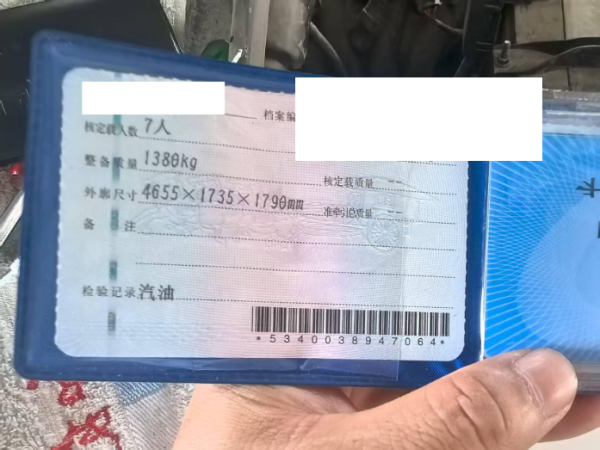 档案编
核定载人数 7人
整备质量 1380kg
核定载质量 --
外廓尺寸 4655×1735×1790mm
准牵引总质量 --
备注
检验记录 汽油
*5340038947064*